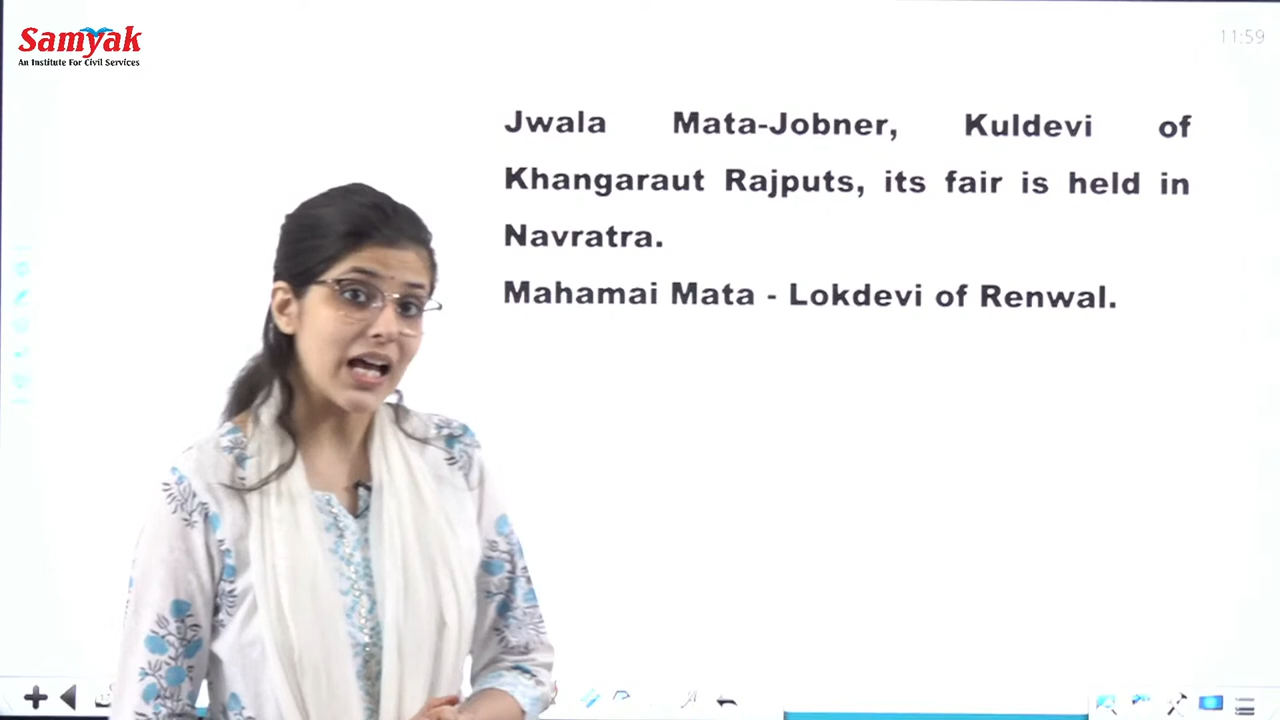 Samyak
An Institute For Civil Services
11:59
Jwala Mata-Jobner, Kuldevi of
Khangaraut Rajputs, its fair is held in
Navratra.
Mahamai Mata - Lokdevi of Renwal.